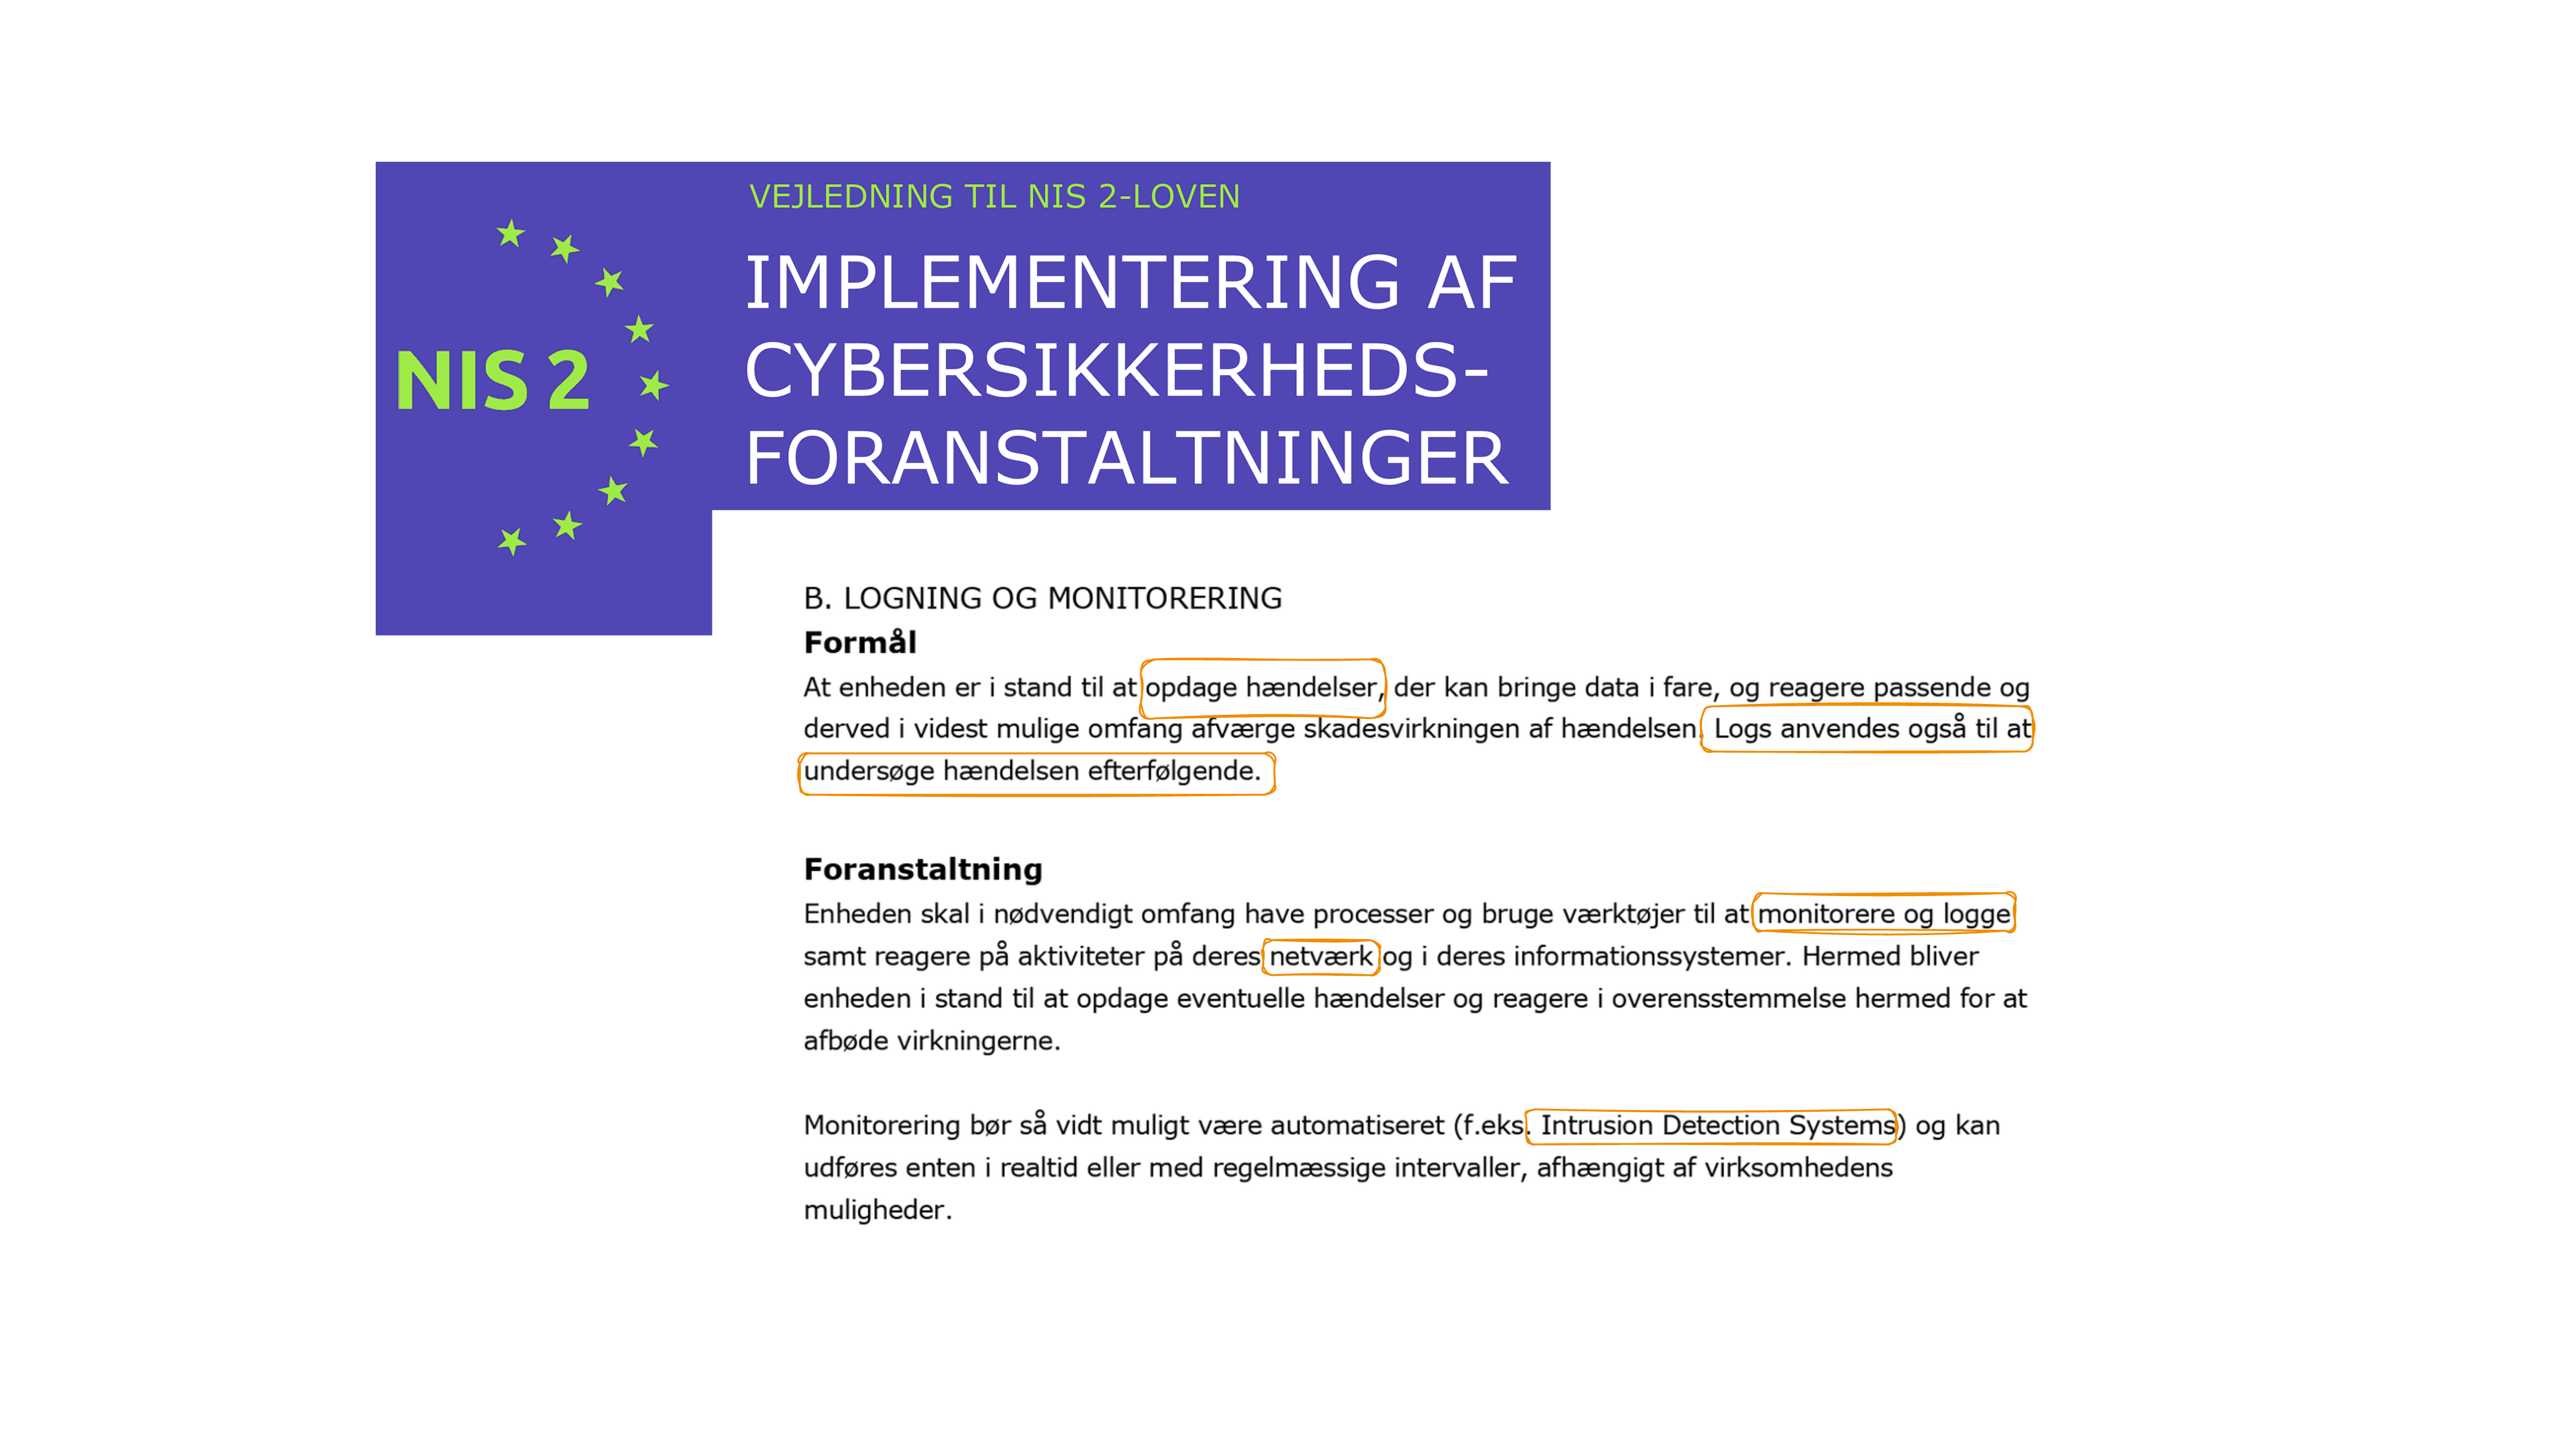 VEJLEDNING TIL NIS 2-LOVEN
IMPLEMENTERING AF
CYBERSIKKERHEDS-
FORANSTALTNINGER
NIS 2
B. LOGNING OG MONITORERING
Formål
At enheden er i stand til at opdage hændelser, der kan bringe data i fare, og reagere passende og
derved i videst mulige omfang afværge skadesvirkningen af hændelsen. Logs anvendes også til at
undersøge hændelsen efterfølgende.
Foranstaltning
Enheden skal i nødvendigt omfang have processer og bruge værktøjer til at monitorere og logge
samt reagere på aktiviteter på deres netværk og i deres informationssystemer. Hermed bliver
enheden i stand til at opdage eventuelle hændelser og reagere i overensstemmelse hermed for at
afbøde virkningerne.
Monitorering bør så vidt muligt være automatiseret (f.eks. Intrusion Detection Systems) og kan
udføres enten i realtid eller med regelmæssige intervaller, afhængigt af virksomhedens
muligheder.